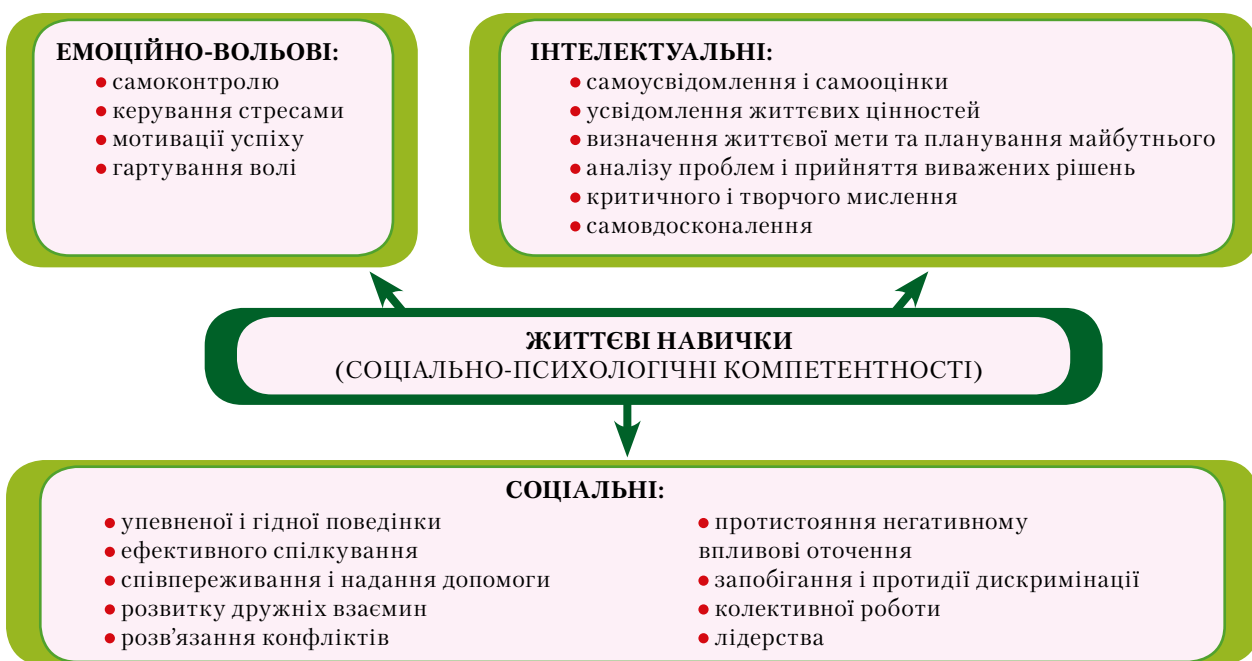 ЕМОЦІЙНО-ВОЛЬОВІ:
• самоконтролю
• керування стресами
• мотивації успіху
• гартування волі
ІНТЕЛЕКТУАЛЬНІ:
• самоусвідомлення і самооцінки
• усвідомлення життєвих цінностей
• визначення життєвої мети та планування майбутнього
• аналізу проблем і прийняття виважених рішень
• критичного і творчого мислення
• самовдосконалення
ЖИТТЄВІ НАВИЧКИ
(СОЦІАЛЬНО-ПСИХОЛОГІЧНІ КОМПЕТЕНТНОСТІ)
СОЦІАЛЬНІ:
• упевненої і гідної поведінки
• ефективного спілкування
• співпереживання і надання допомоги
• розвитку дружніх взаємин
• розв'язання конфліктів
• протистояння негативному
впливові оточення
• запобігання і протидії дискримінації
• колективної роботи
• лідерства